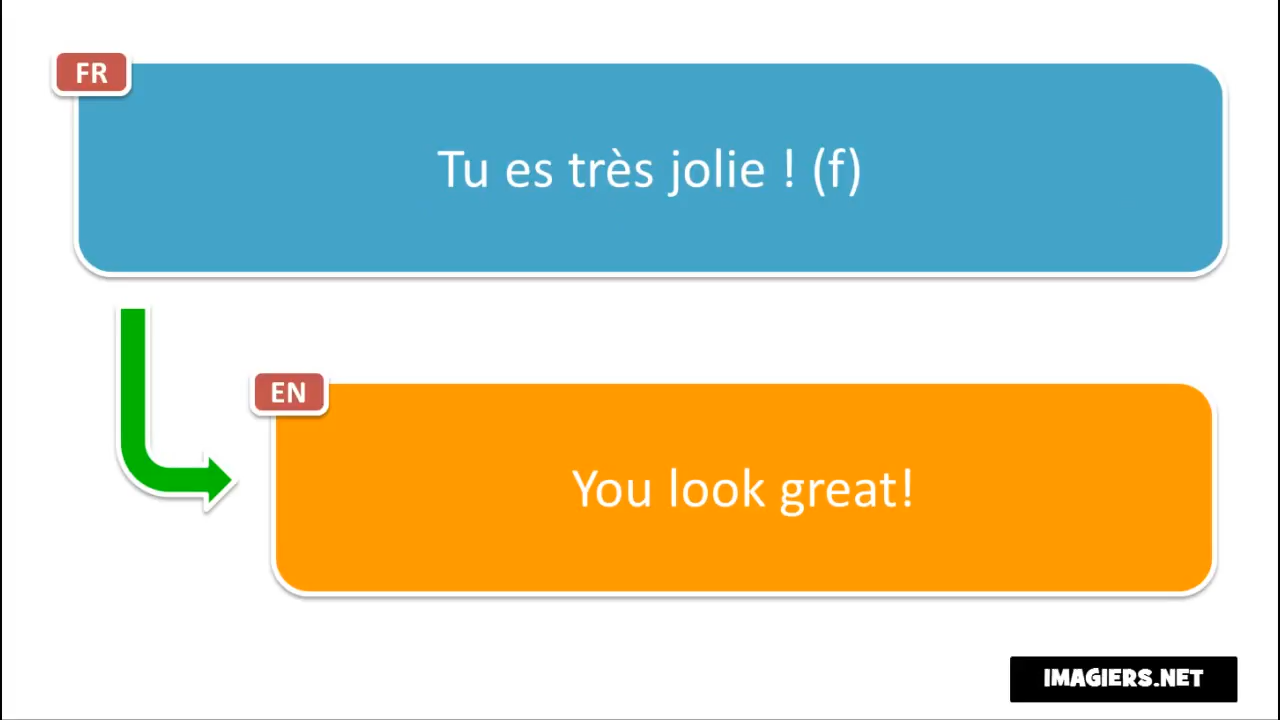 FR
Tu es très jolie ! (f)
EN
You look great!
IMAGIERS.NET